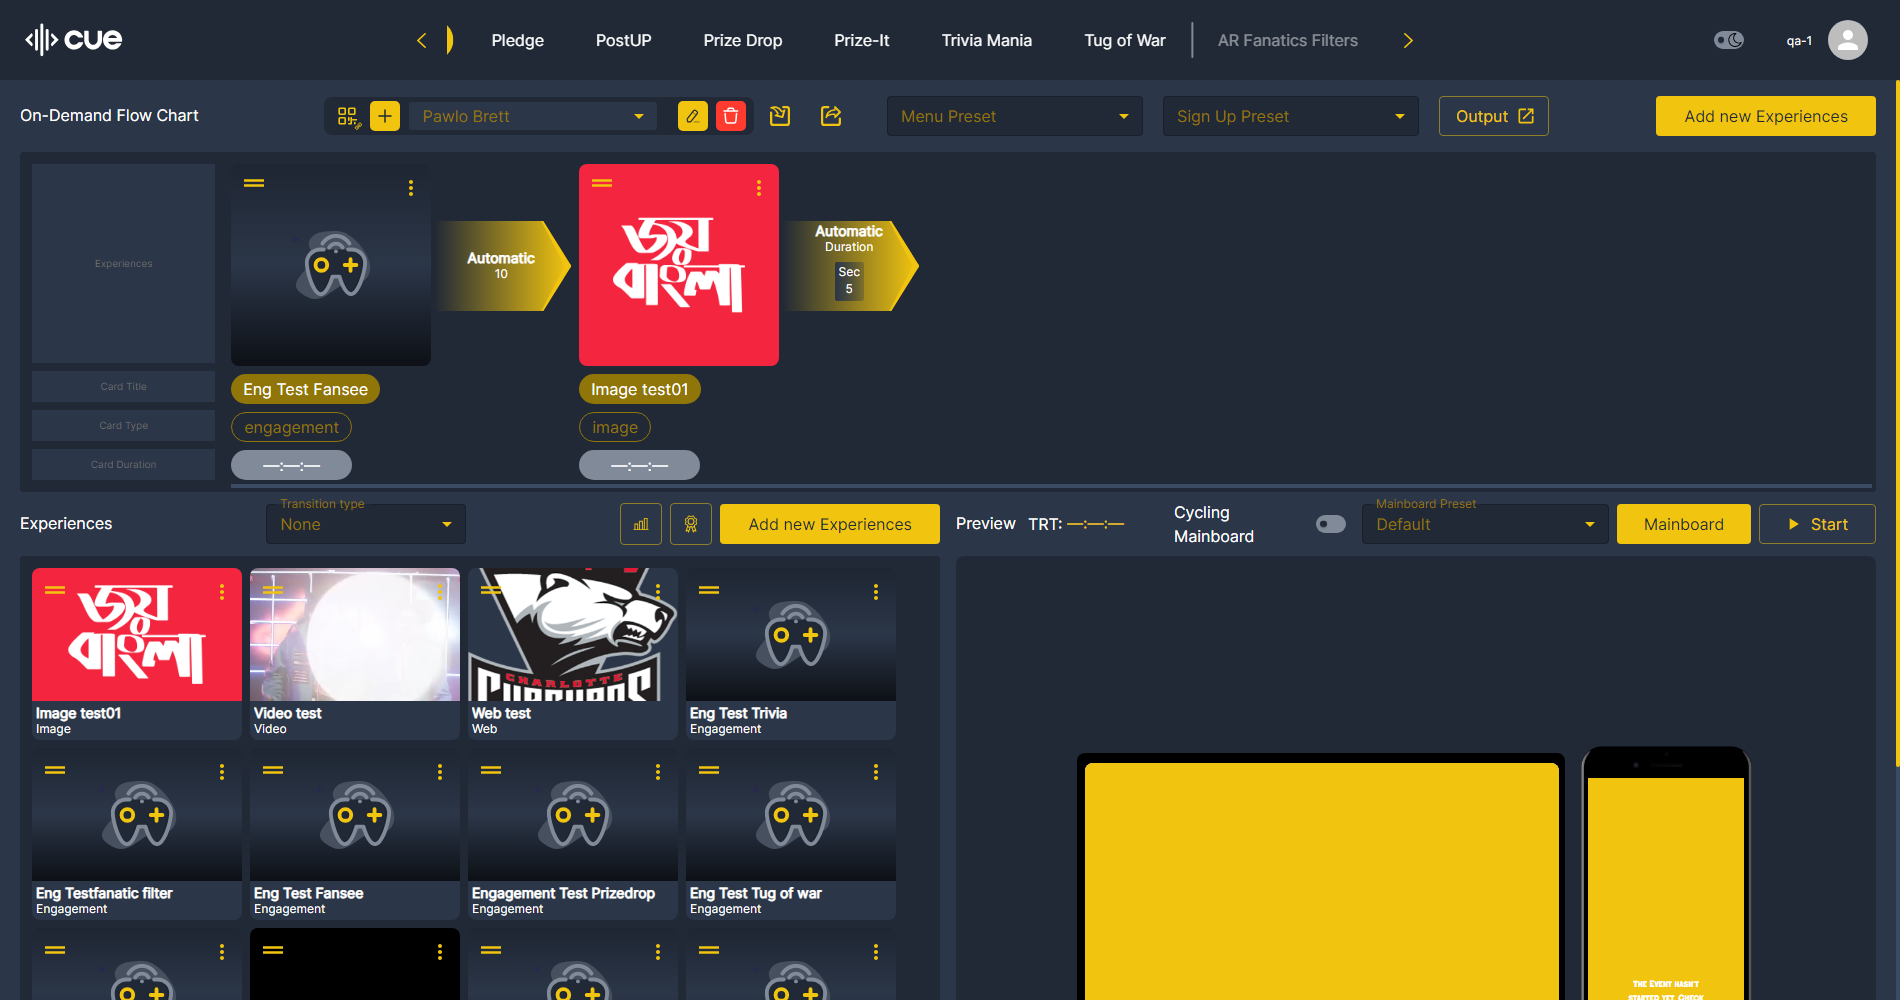 cue
Pledge
PostUP
Prize Drop
Prize-It
Trivia Mania
Tug of War
AR Fanatics Filters
qa-1
On-Demand Flow Chart
Pawlo Brett
Menu Preset
Sign Up Preset
Output
Add new Experiences
Experiences
Card Title
Card Type
Card Duration
Automatic
10
জয়
বাংলা
Automatic
Duration
Sec
5
Eng Test Fansee
Image test01
engagement
image
—:—:—
—:—:—
Experiences
Transition type
None
Add new Experiences
Preview
TRT: —:—:—
Cycling
Mainboard
Mainboard Preset
Default
Mainboard
Start
জয়
বাংলা
CHARLOTTE
Image test01
Image
Video test
Video
Web test
Web
Eng Test Trivia
Engagement
Eng Testfanatic filter
Engagement
Eng Test Fansee
Engagement
Engagement Test Prizedrop
Engagement
Eng Test Tug of war
Engagement
The Event hasn't
started yet. Check